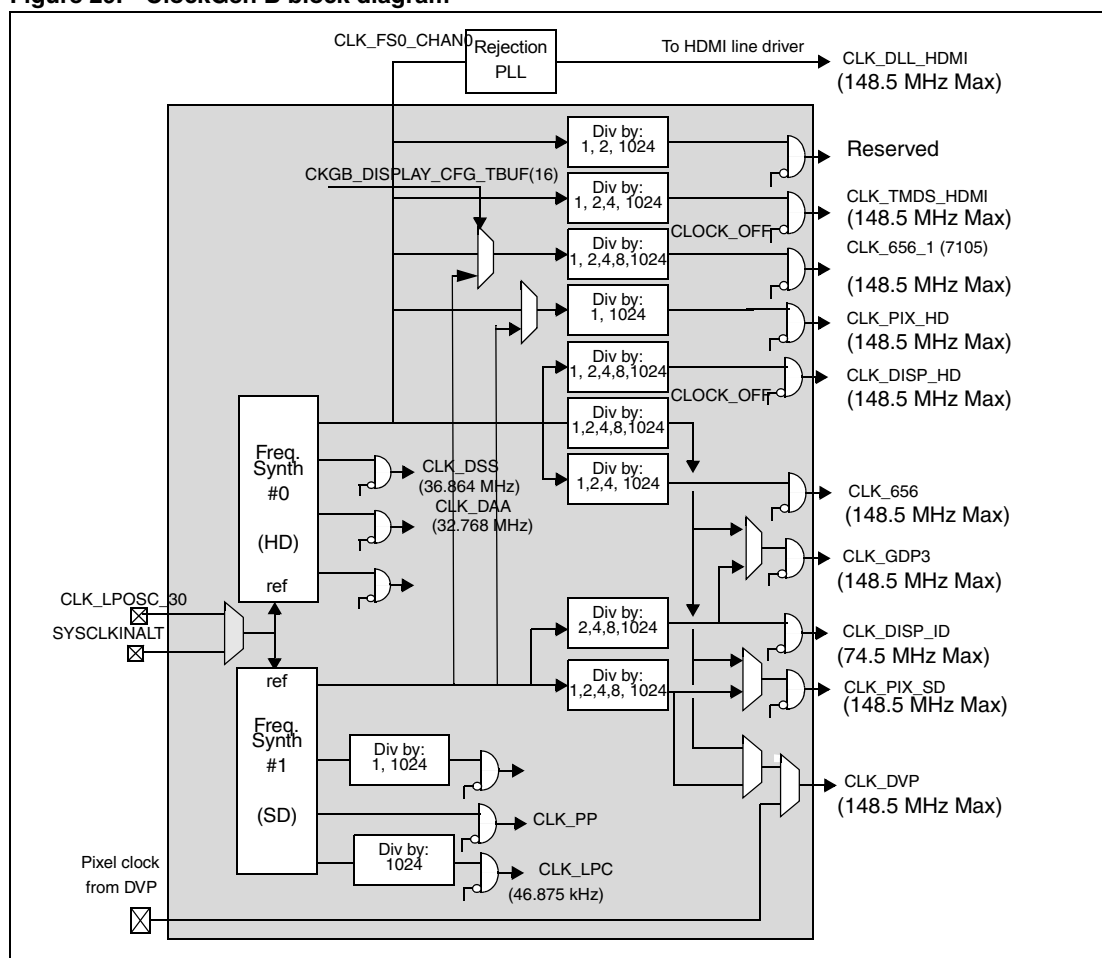 CLK_FS0_CHAN0
Rejection
PLL
To HDMI line driver
CLK_DLL_HDMI
(148.5 MHz Max)
Div by:
1, 2, 1024
Reserved
CKGB_DISPLAY_CFG_TBUF(16)
Div by:
1, 2,4, 1024
CLK_TMDS_HDMI
(148.5 MHz Max)
CLOCK_OFF
Div by:
1, 2,4,8,1024
CLK_656_1 (7105)
(148.5 MHz Max)
Div by:
1, 1024
CLK_PIX_HD
(148.5 MHz Max)
Div by:
1, 2,4,8,1024
CLK_DISP_HD
(148.5 MHz Max)
CLOCK_OFF
Div by:
1,2,4,8,1024
Freq.
Synth
#0
(HD)
ref
CLK_DSS
(36.864 MHz)
CLK_DAA
(32.768 MHz)
Div by:
1,2,4, 1024
CLK_656
(148.5 MHz Max)
CLK_GDP3
(148.5 MHz Max)
CLK_LPOSC_30
SYSCLKINALT
Div by:
2,4,8,1024
CLK_DISP_ID
(74.5 MHz Max)
ref
Freq.
Synth
#1
(SD)
Div by:
1,2,4,8, 1024
CLK_PIX_SD
(148.5 MHz Max)
Div by:
1, 1024
CLK_DVP
(148.5 MHz Max)
CLK_PP
Div by:
1024
CLK_LPC
(46.875 kHz)
Pixel clock
from DVP